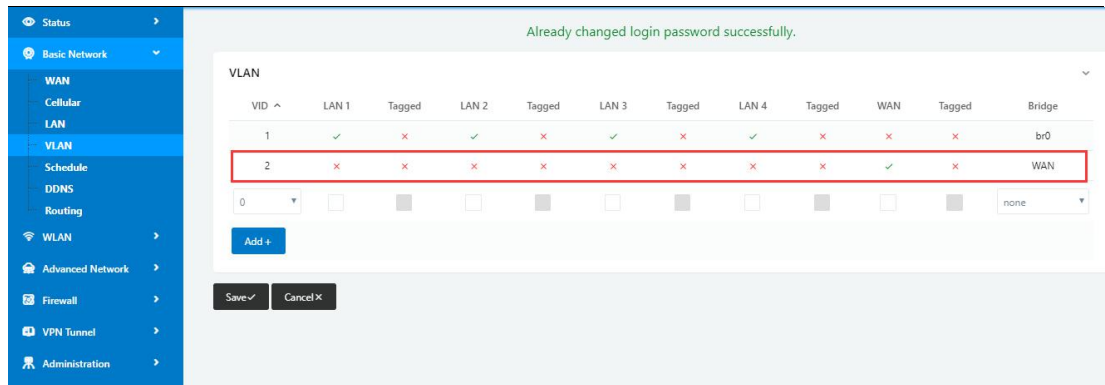 Status
Already changed login password successfully.
Basic Network
WAN
Cellular
LAN
VLAN
Schedule
DDNS
Routing
WLAN
Advanced Network
Firewall
VPN Tunnel
Administration
VLAN
VID LAN 1 Tagged LAN 2 Tagged LAN 3 Tagged LAN 4 Tagged WAN Tagged Bridge
1 ✓ × ✓ × ✓ × ✓ × × × br0
2 × × × × × × × × ✓ × WAN
0 none
Add +
Save✓ Cancel×